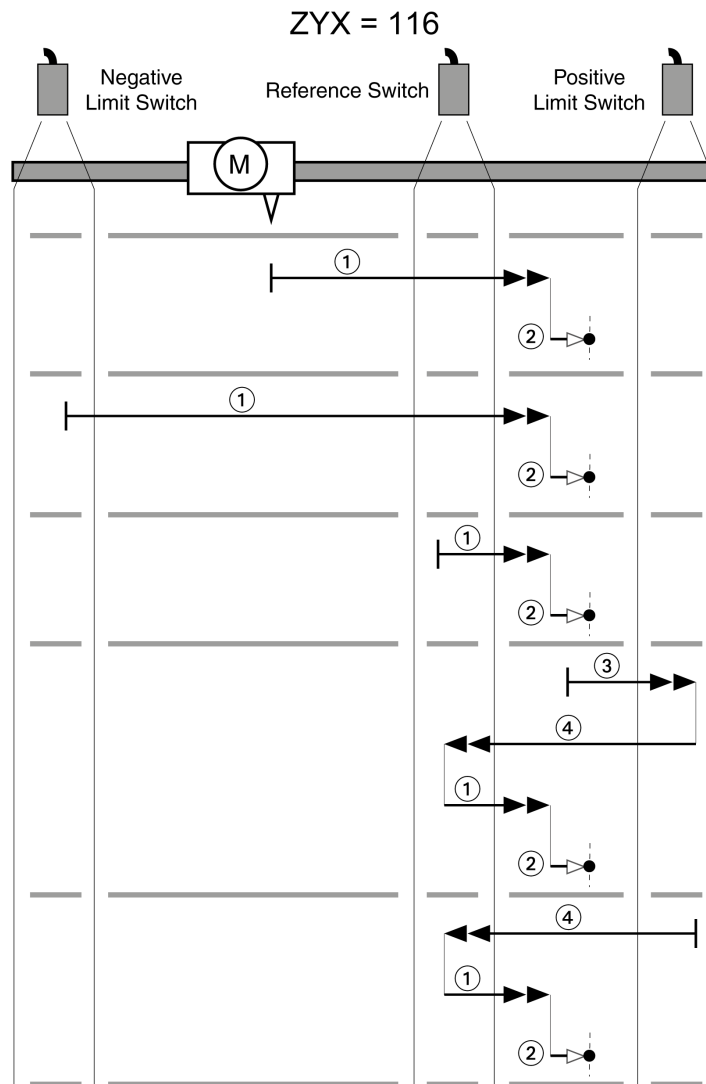 ZYX = 116
Negative
Limit Switch
Reference Switch
Positive
Limit Switch
M
1
2
1
2
1
2
3
4
1
2
4
1
2